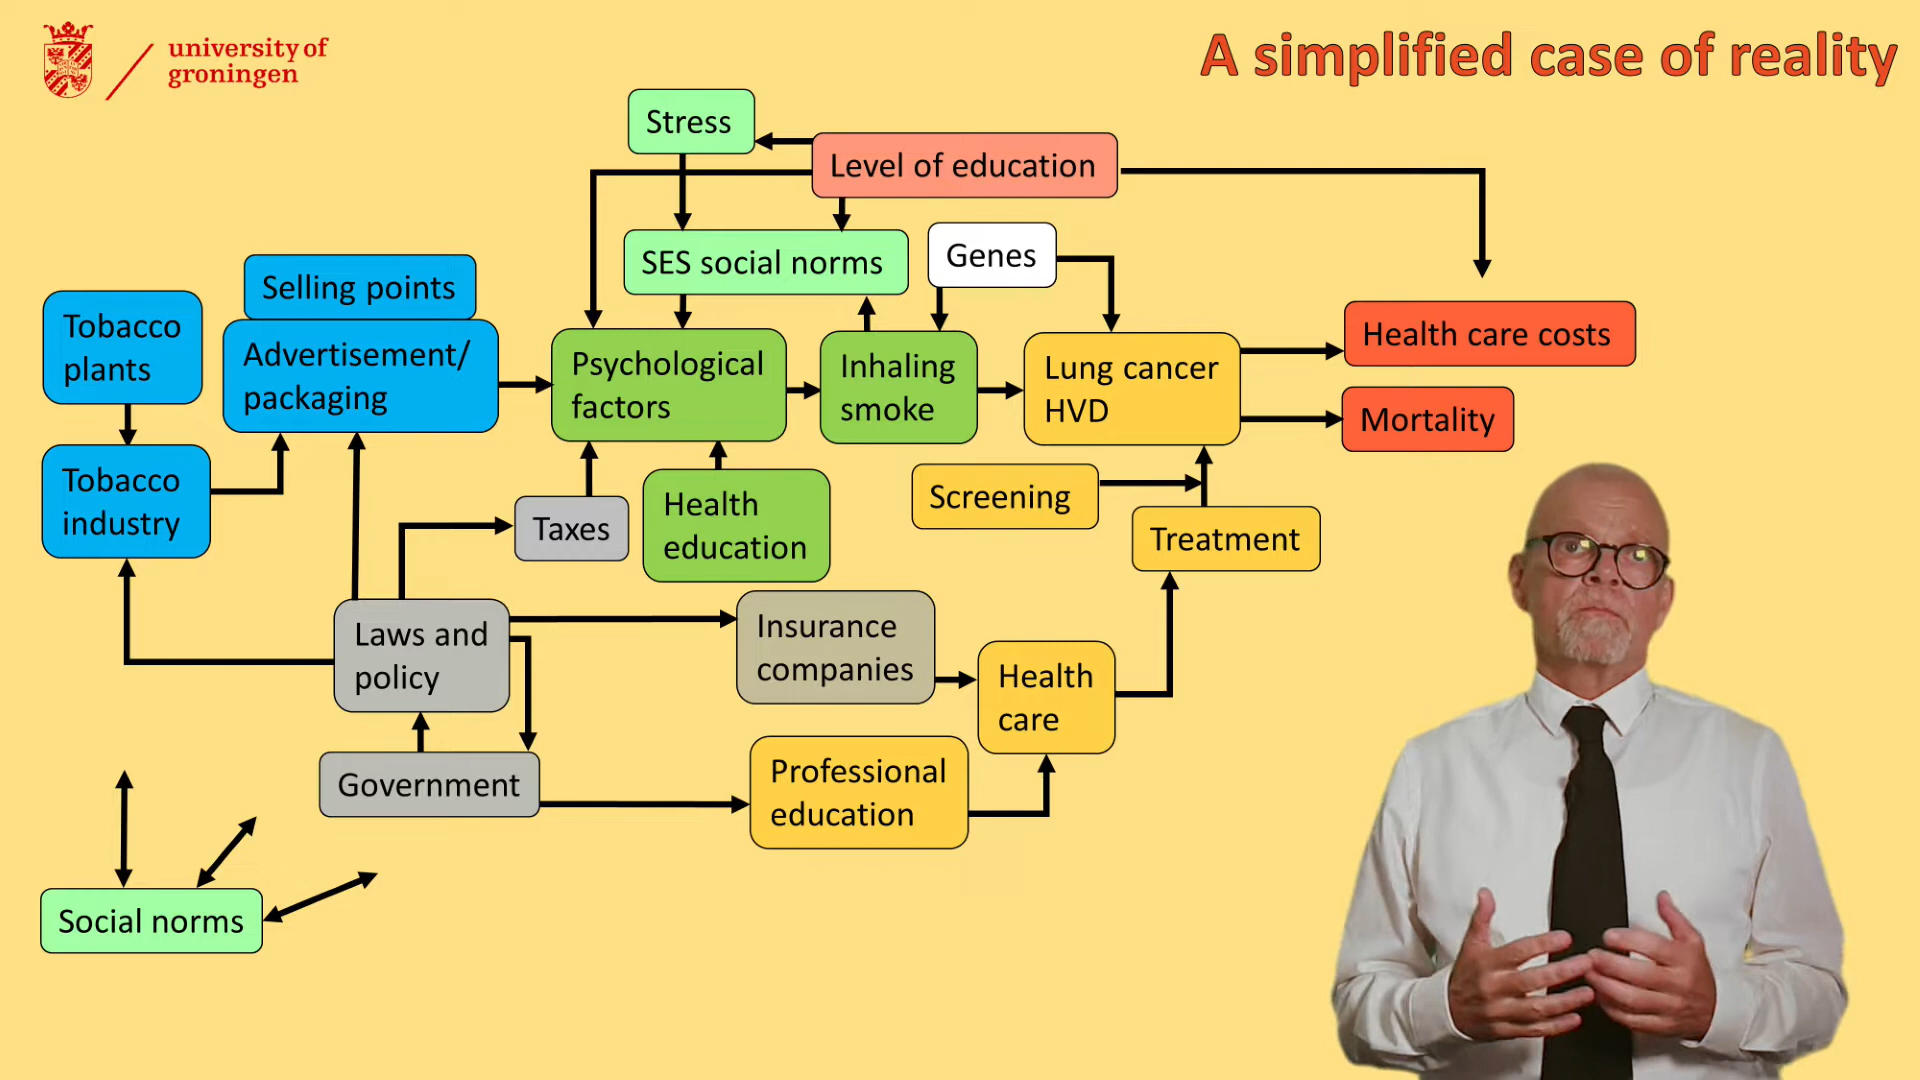 university of
groningen
A simplified case of reality
Stress
Level of education
SES social norms
Genes
Selling points
Tobacco
plants
Advertisement/
packaging
Psychological
factors
Inhaling
smoke
Lung cancer
HVD
Health care costs
Mortality
Tobacco
industry
Taxes
Health
education
Screening
Treatment
Laws and
policy
Insurance
companies
Health
care
Government
Professional
education
Social norms